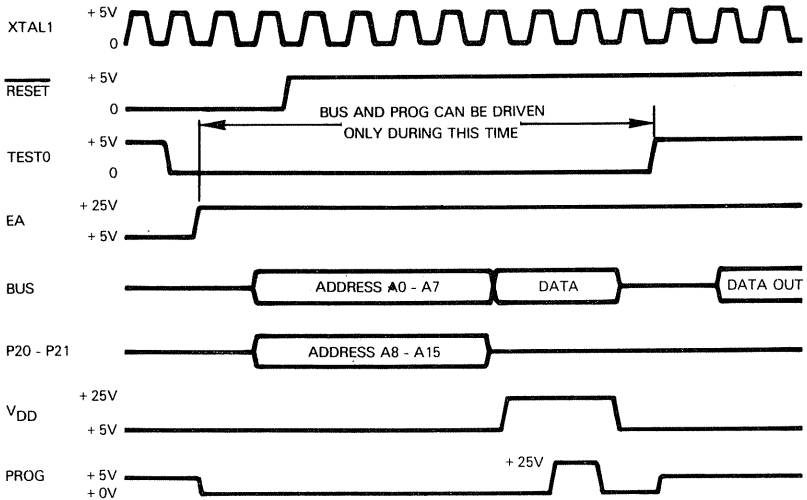 XTAL1
+ 5V
0
RESET
+ 5V
0
BUS AND PROG CAN BE DRIVEN
ONLY DURING THIS TIME
TEST0
+ 5V
0
EA
+ 25V
+ 5V
BUS
ADDRESS A0 - A7
DATA
DATA OUT
P20 - P21
ADDRESS A8 - A15
VDD
+ 25V
+ 5V
PROG
+ 5V
+ 0V
+ 25V